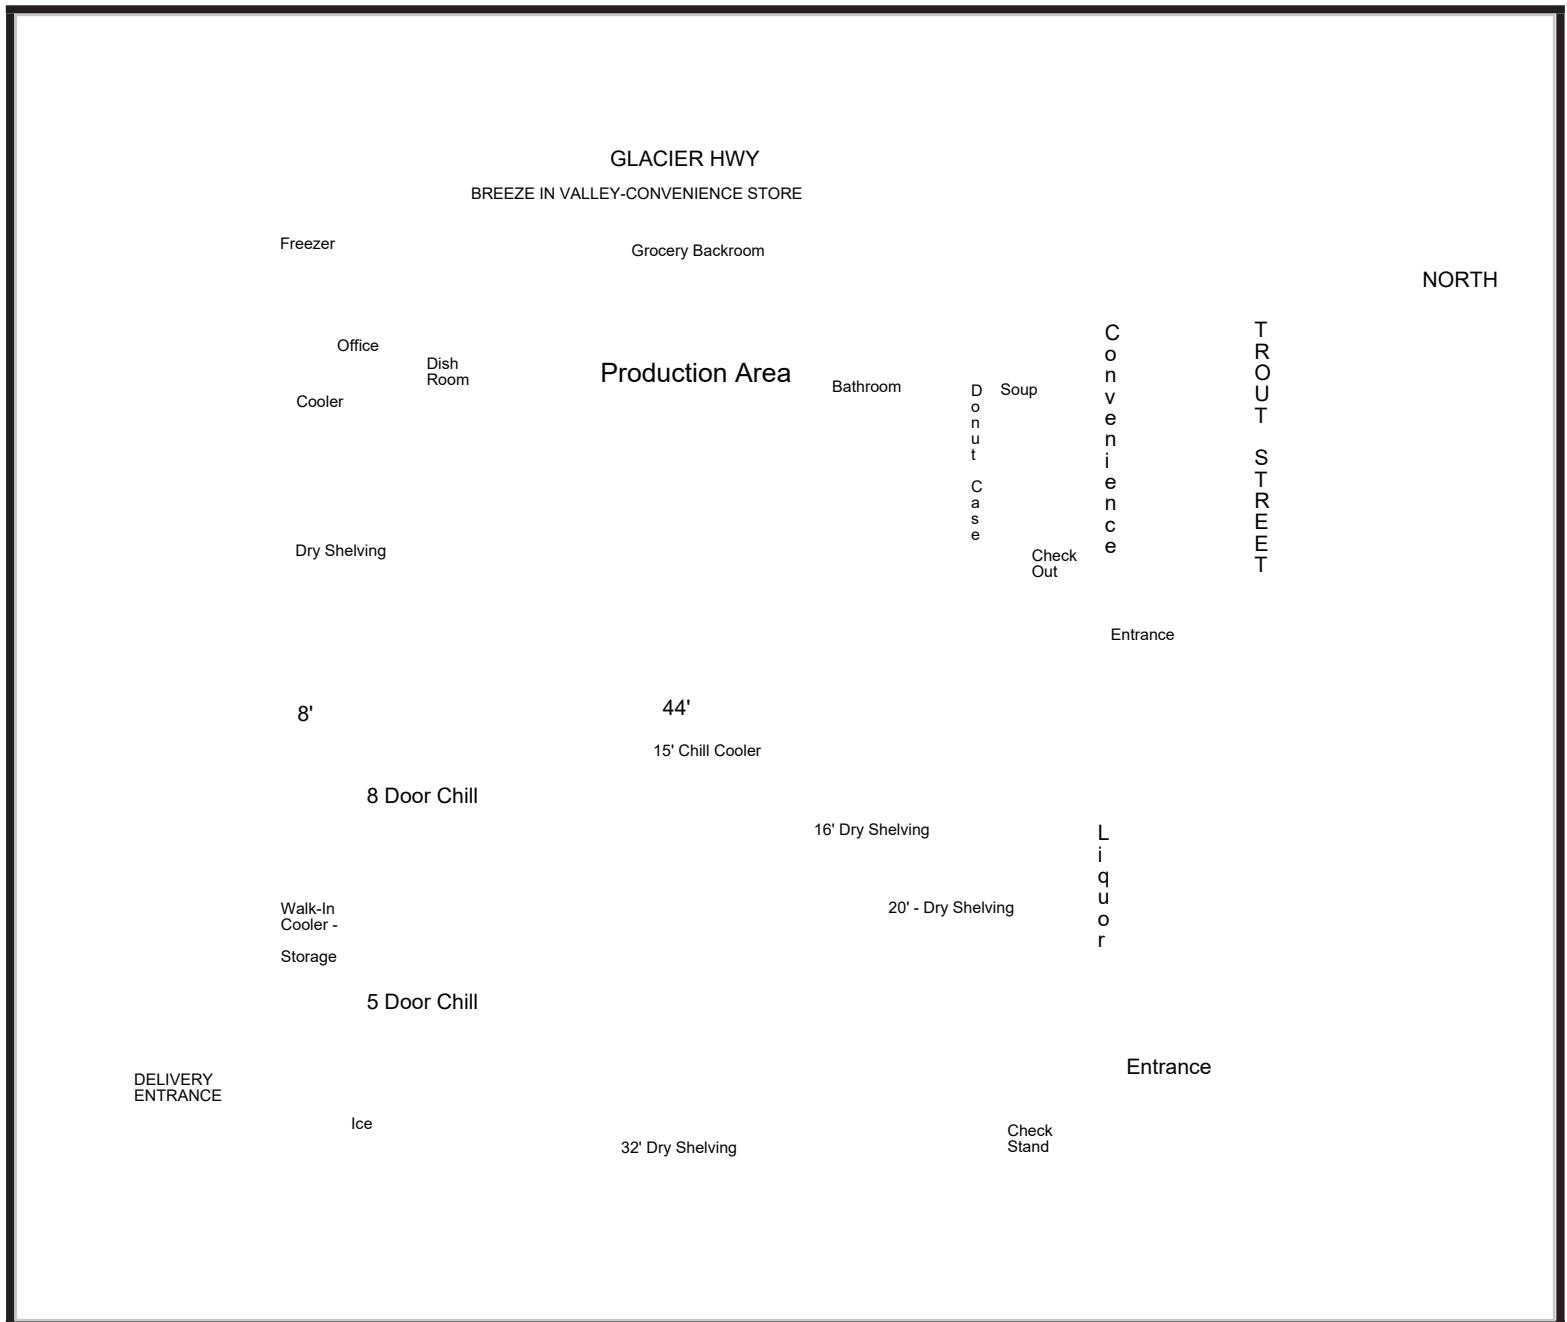 GLACIER HWY
BREEZE IN VALLEY-CONVENIENCE STORE
Freezer
Grocery Backroom
NORTH
Office
Dish
Room
Production Area
Bathroom
Cooler
Donut Case
Soup
Convenience
TROUT STREET
Dry Shelving
Check
Out
Entrance
8'
44'
15' Chill Cooler
8 Door Chill
16' Dry Shelving
Liquor
Walk-In
Cooler -
Storage
20' - Dry Shelving
5 Door Chill
Entrance
DELIVERY
ENTRANCE
Ice
32' Dry Shelving
Check
Stand